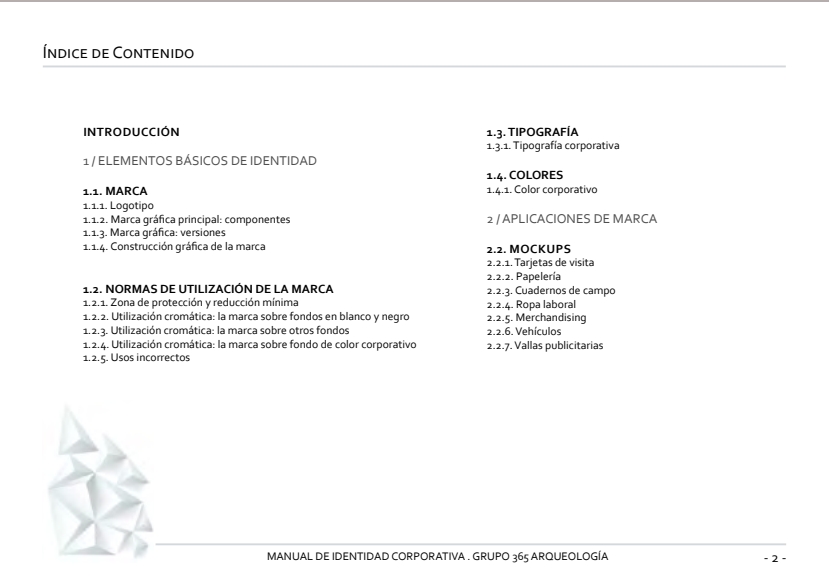 Índice de Contenido
INTRODUCCIÓN
1 / ELEMENTOS BÁSICOS DE IDENTIDAD
1.1. MARCA
1.1.1. Logotipo
1.1.2. Marca gráfica principal: componentes
1.1.3. Marca gráfica: versiones
1.1.4. Construcción gráfica de la marca
1.2. NORMAS DE UTILIZACIÓN DE LA MARCA
1.2.1. Zona de protección y reducción mínima
1.2.2. Utilización cromática: la marca sobre fondos en blanco y negro
1.2.3. Utilización cromática: la marca sobre otros fondos
1.2.4. Utilización cromática: la marca sobre fondo de color corporativo
1.2.5. Usos incorrectos
1.3. TIPOGRAFÍA
1.3.1. Tipografía corporativa
1.4. COLORES
1.4.1. Color corporativo
2 / APLICACIONES DE MARCA
2.2. MOCKUPS
2.2.1. Tarjetas de visita
2.2.2. Papelería
2.2.3. Cuadernos de campo
2.2.4. Ropa laboral
2.2.5. Merchandising
2.2.6. Vehículos
2.2.7. Vallas publicitarias
MANUAL DE IDENTIDAD CORPORATIVA . GRUPO 365 ARQUEOLOGÍA
- 2 -